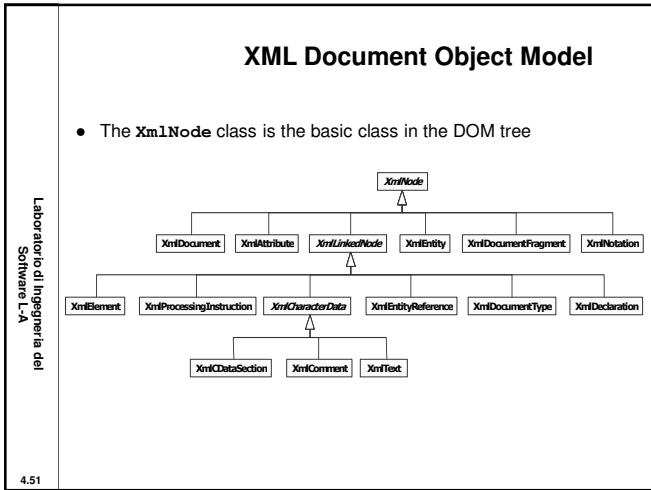 XML Document Object Model
● The XmlNode class is the basic class in the DOM tree
XmlNode
XmlDocument XmlAttribute XmlLinkedNode XmlEntity XmlDocumentFragment XmlNotation
XmlElement XmlProcessingInstruction XmlCharacterData XmlEntityReference XmlDocumentType XmlDeclaration
XmlCDataSection XmlComment XmlText
Laboratorio di Ingegneria del
Software L-A
4.51